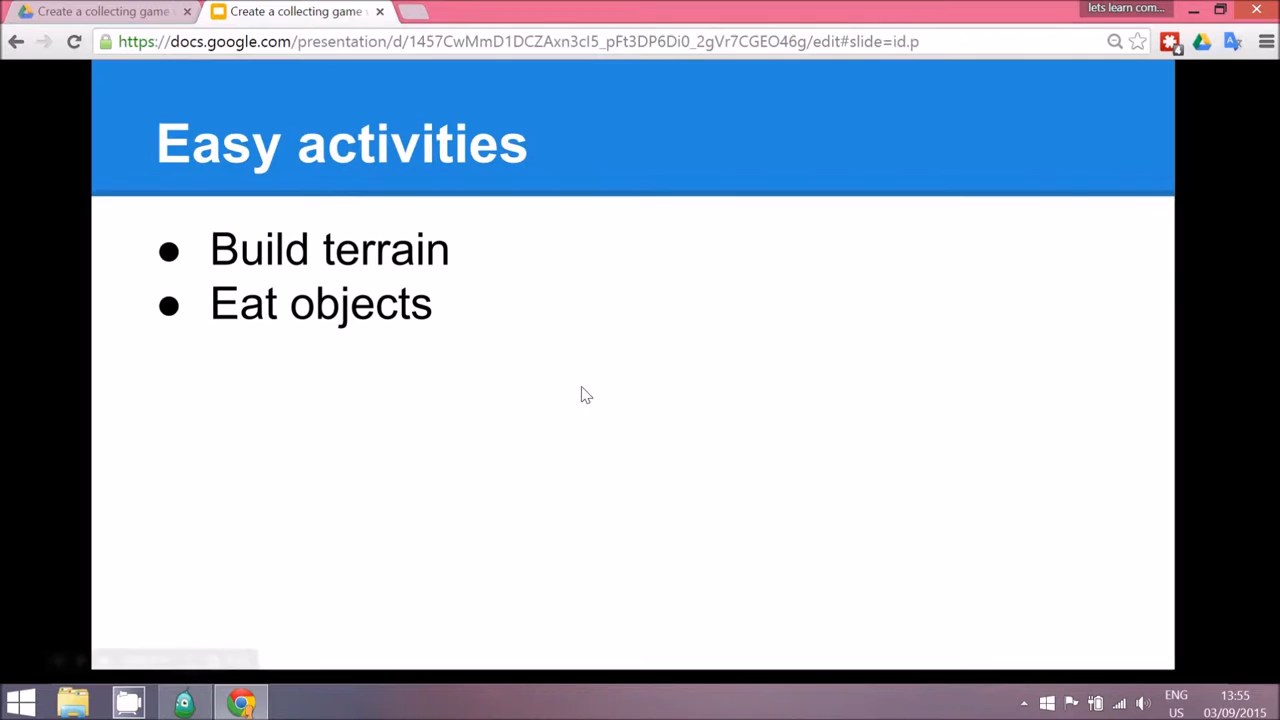 Create a collecting game
Create a collecting game
lets learn com...
https://docs.google.com/presentation/d/1457CwMmD1DCZAxn3cI5_pFt3DP6Di0_2gVr7CGEO46g/edit#slide=id.p
4
Easy activities
● Build terrain
● Eat objects
ENG
US
13:55
03/09/2015